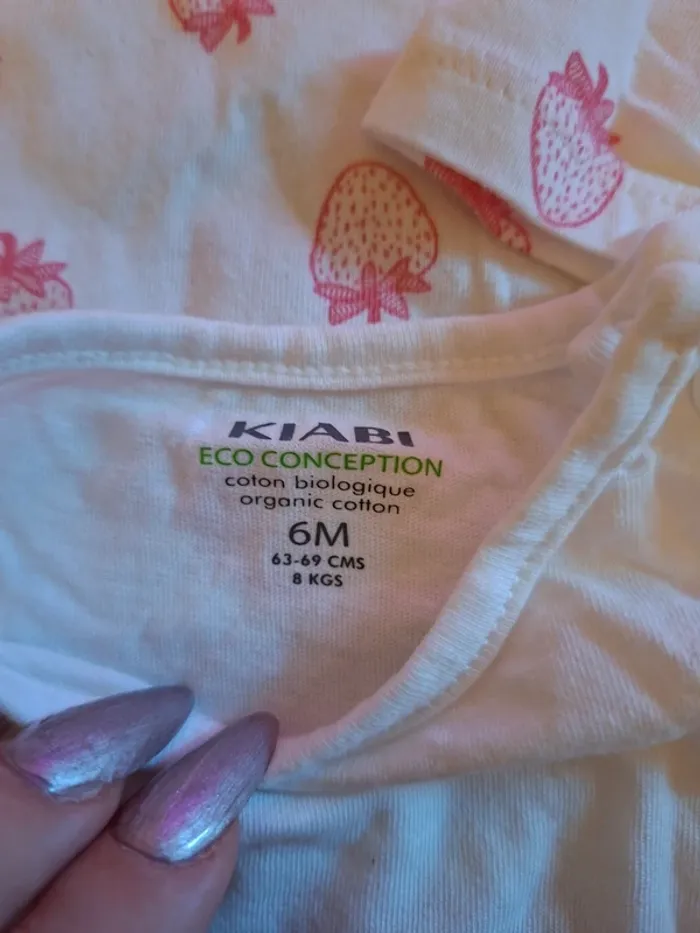 KIABI
ECO CONCEPTION
coton biologique
organic cotton
6M
63-69 CMS
8 KGS